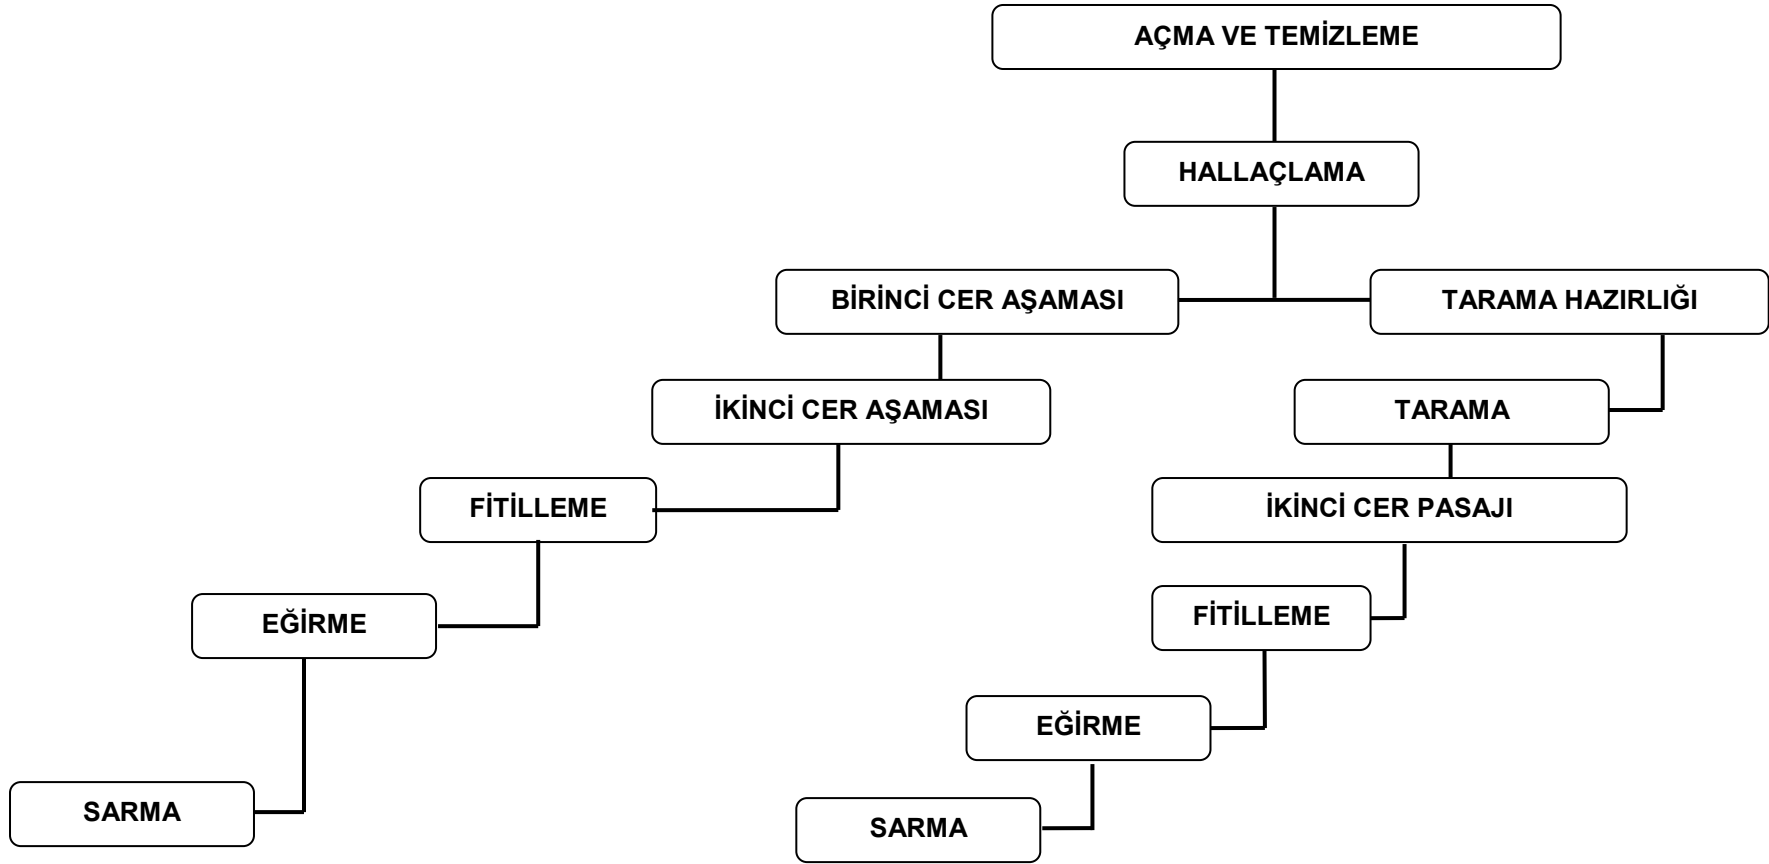 AÇMA VE TEMİZLEME
HALLAÇLAMA
BİRİNCİ CER AŞAMASI
TARAMA HAZIRLIĞI
İKİNCİ CER AŞAMASI
TARAMA
FİTİLLEME
İKİNCİ CER PASAJI
EĞİRME
FİTİLLEME
EĞİRME
SARMA
SARMA